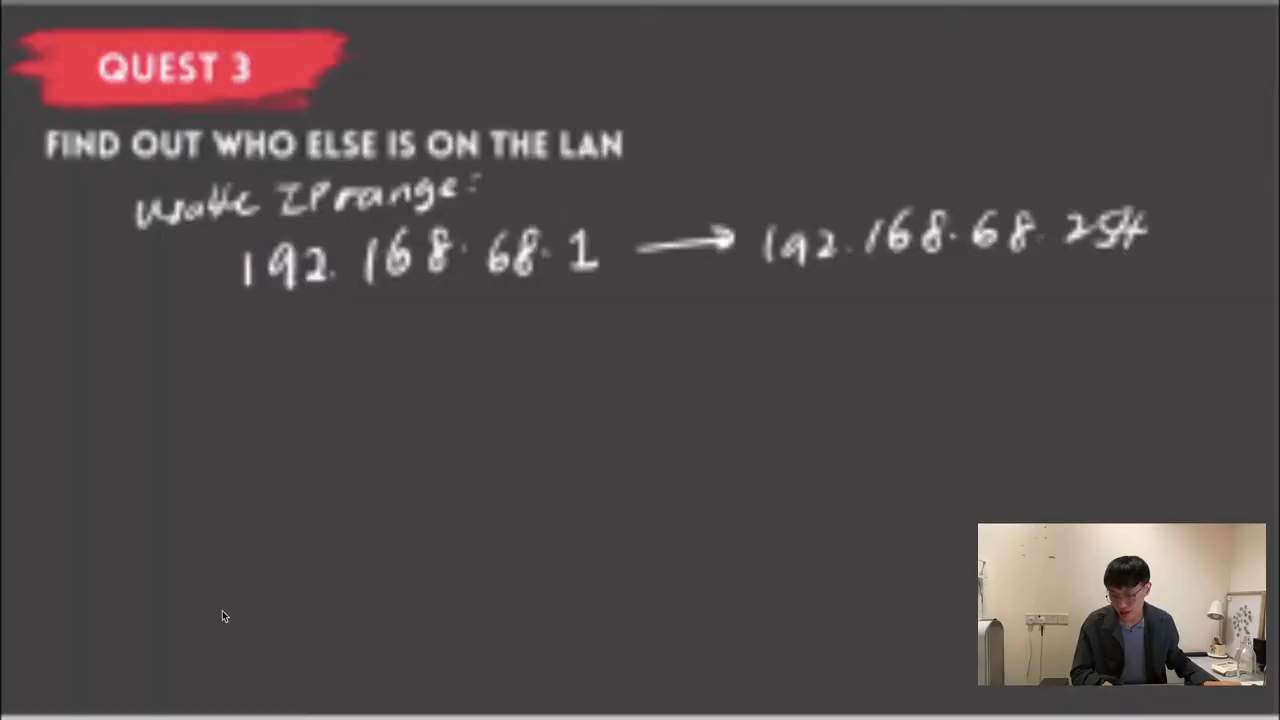 QUEST 3
FIND OUT WHO ELSE IS ON THE LAN
Usable IP range:
192.168.68.1 → 192.168.68.254